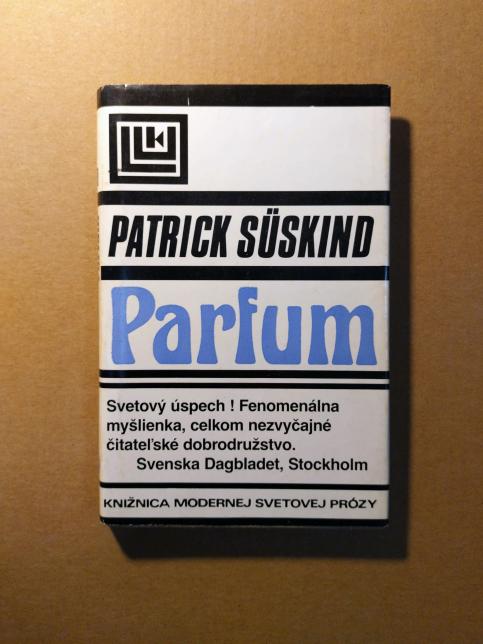 PATRICK SÜSKIND
Parfum
Svetový úspech ! Fenomenálna
myšlienka, celkom nezvyčajné
čitateľské dobrodružstvo.
Svenska Dagbladet, Stockholm
KNIŽNICA MODERNEJ SVETOVEJ PRÓZY